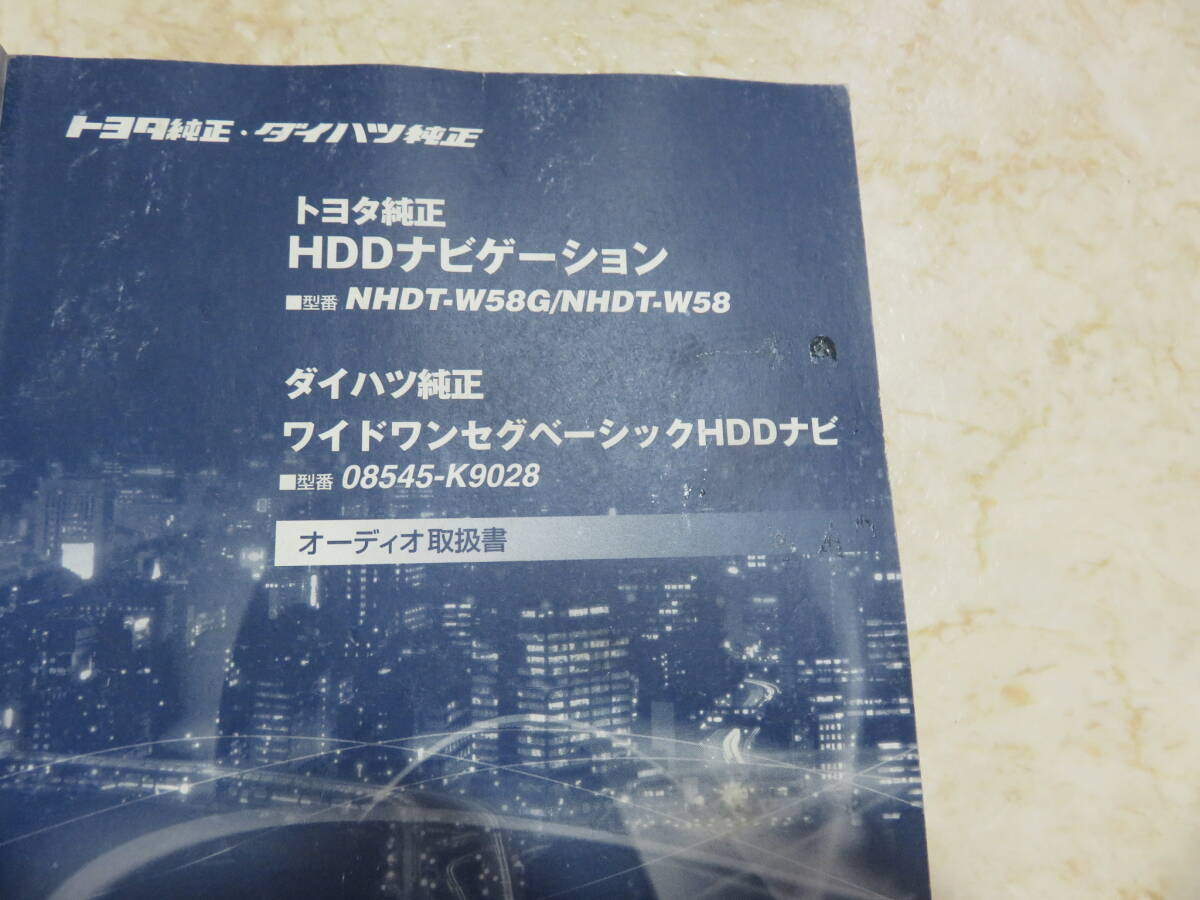 トヨタ純正・ダイハツ純正
トヨタ純正
HDDナビゲーション
■型番 NHDT-W58G/NHDT-W58
ダイハツ純正
ワイドワンセグベーシックHDDナビ
■型番 08545-K9028
オーディオ取扱書